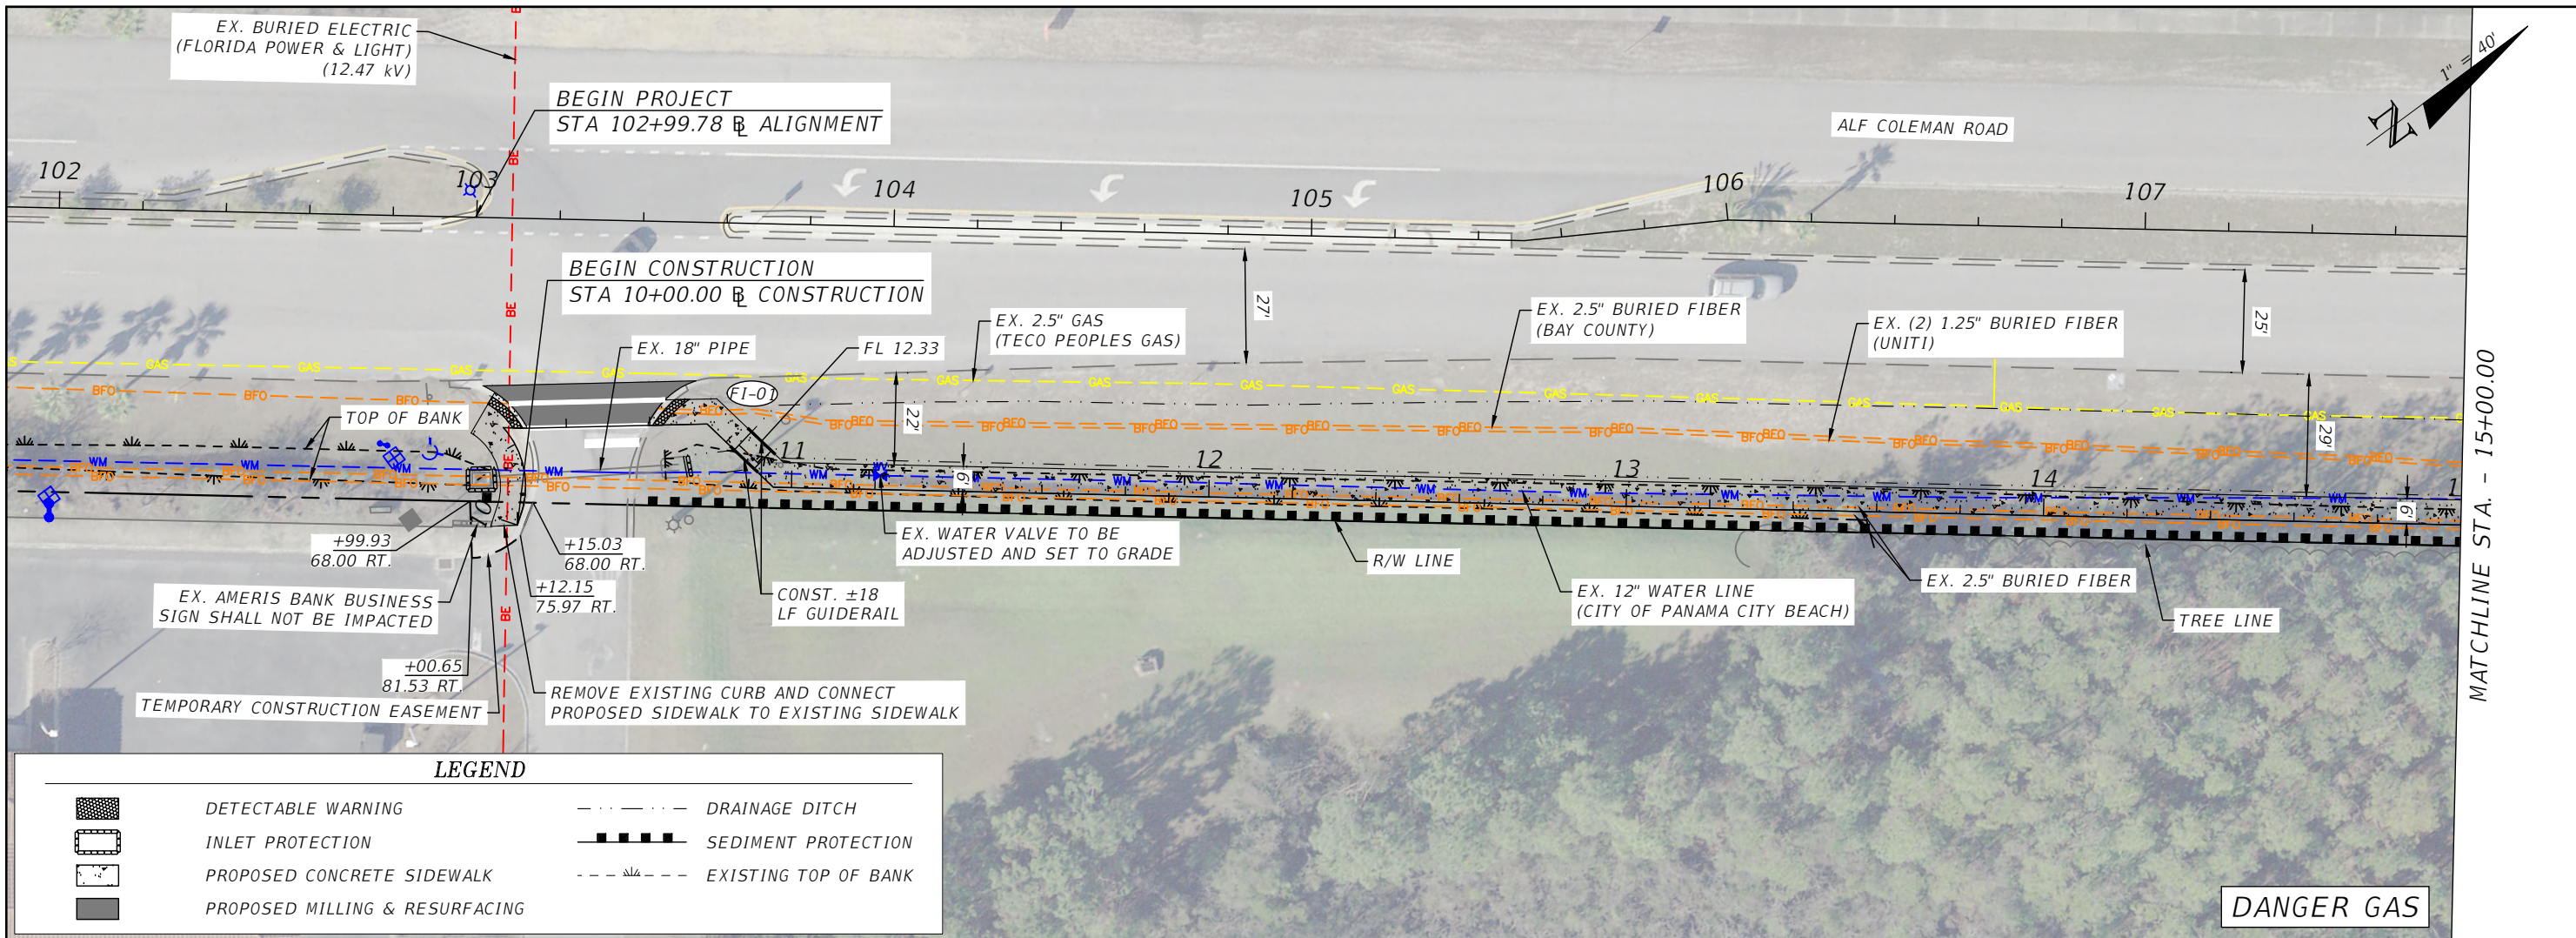 EX. BURIED ELECTRIC
(FLORIDA POWER & LIGHT)
(12.47 kV)
BE
BEGIN PROJECT
STA 102+99.78 ℄ ALIGNMENT
ALF COLEMAN ROAD
1" = 40'
N
102
103
104
105
106
107
BEGIN CONSTRUCTION
STA 10+00.00 ℄ CONSTRUCTION
27'
25'
EX. 2.5" GAS
(TECO PEOPLES GAS)
EX. 2.5" BURIED FIBER
(BAY COUNTY)
EX. (2) 1.25" BURIED FIBER
(UNITI)
EX. 18" PIPE
FL 12.33
FI-01
GAS
BFO
TOP OF BANK
22'
29'
WM
WV
10
11
12
13
14
6'
6'
MATCHLINE STA. - 15+00.00
+99.93
68.00 RT.
+15.03
68.00 RT.
+12.15
75.97 RT.
EX. WATER VALVE TO BE
ADJUSTED AND SET TO GRADE
R/W LINE
EX. 12" WATER LINE
(CITY OF PANAMA CITY BEACH)
EX. 2.5" BURIED FIBER
TREE LINE
EX. AMERIS BANK BUSINESS
SIGN SHALL NOT BE IMPACTED
CONST. ±18
LF GUIDERAIL
+00.65
81.53 RT.
TEMPORARY CONSTRUCTION EASEMENT
REMOVE EXISTING CURB AND CONNECT
PROPOSED SIDEWALK TO EXISTING SIDEWALK
LEGEND
DETECTABLE WARNING
INLET PROTECTION
PROPOSED CONCRETE SIDEWALK
PROPOSED MILLING & RESURFACING
DRAINAGE DITCH
SEDIMENT PROTECTION
EXISTING TOP OF BANK
DANGER GAS